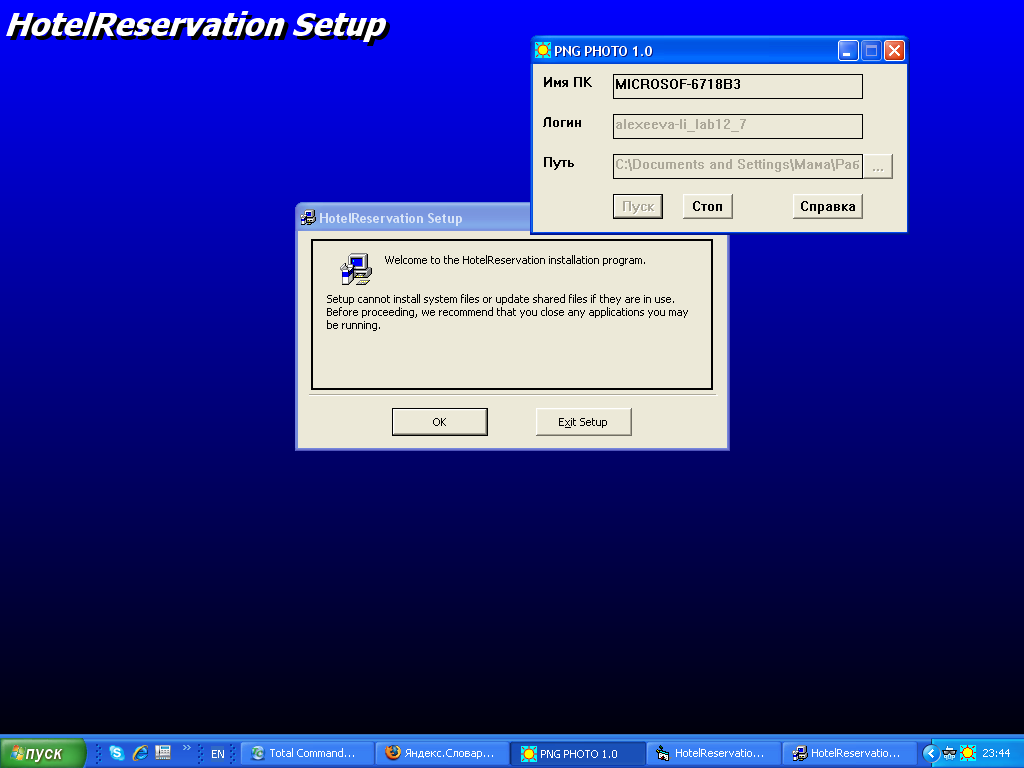 HotelReservation Setup
PNG PHOTO 1.0
Имя ПК
MICROSOF-6718B3
Логин
alexeeva-li_lab12_7
Путь
C:\Documents and Settings\Мама\Раб
...
Пуск
Стоп
Справка
HotelReservation Setup
Welcome to the HotelReservation installation program.
Setup cannot install system files or update shared files if they are in use.
Before proceeding, we recommend that you close any applications you may
be running.
OK
Exit Setup
пуск
EN
Total Command...
Яндекс.Словар...
PNG PHOTO 1.0
HotelReservatio...
HotelReservatio...
23:44